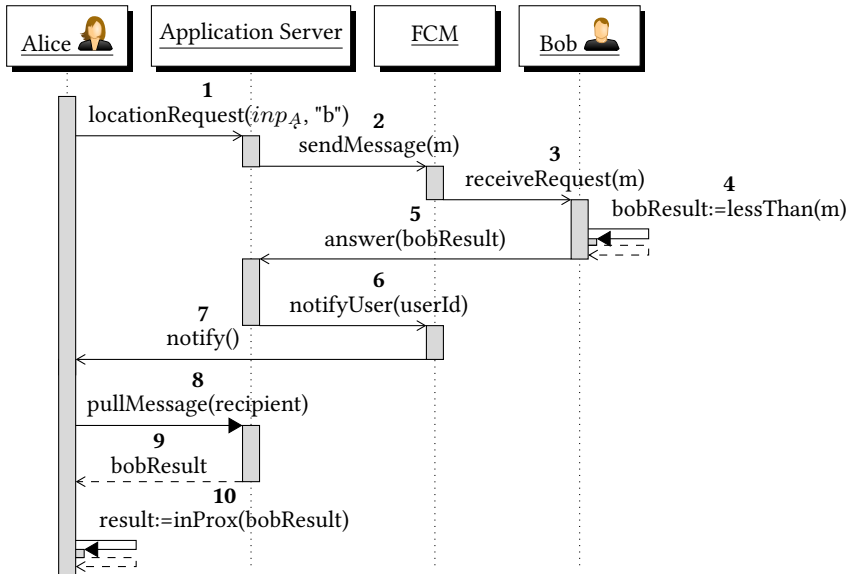 Alice
Application Server
FCM
Bob
1
locationRequest(inp_A, "b")
2
sendMessage(m)
3
receiveRequest(m)
4
bobResult:=lessThan(m)
5
answer(bobResult)
6
notifyUser(userId)
7
notify()
8
pullMessage(recipient)
9
bobResult
10
result:=inProx(bobResult)